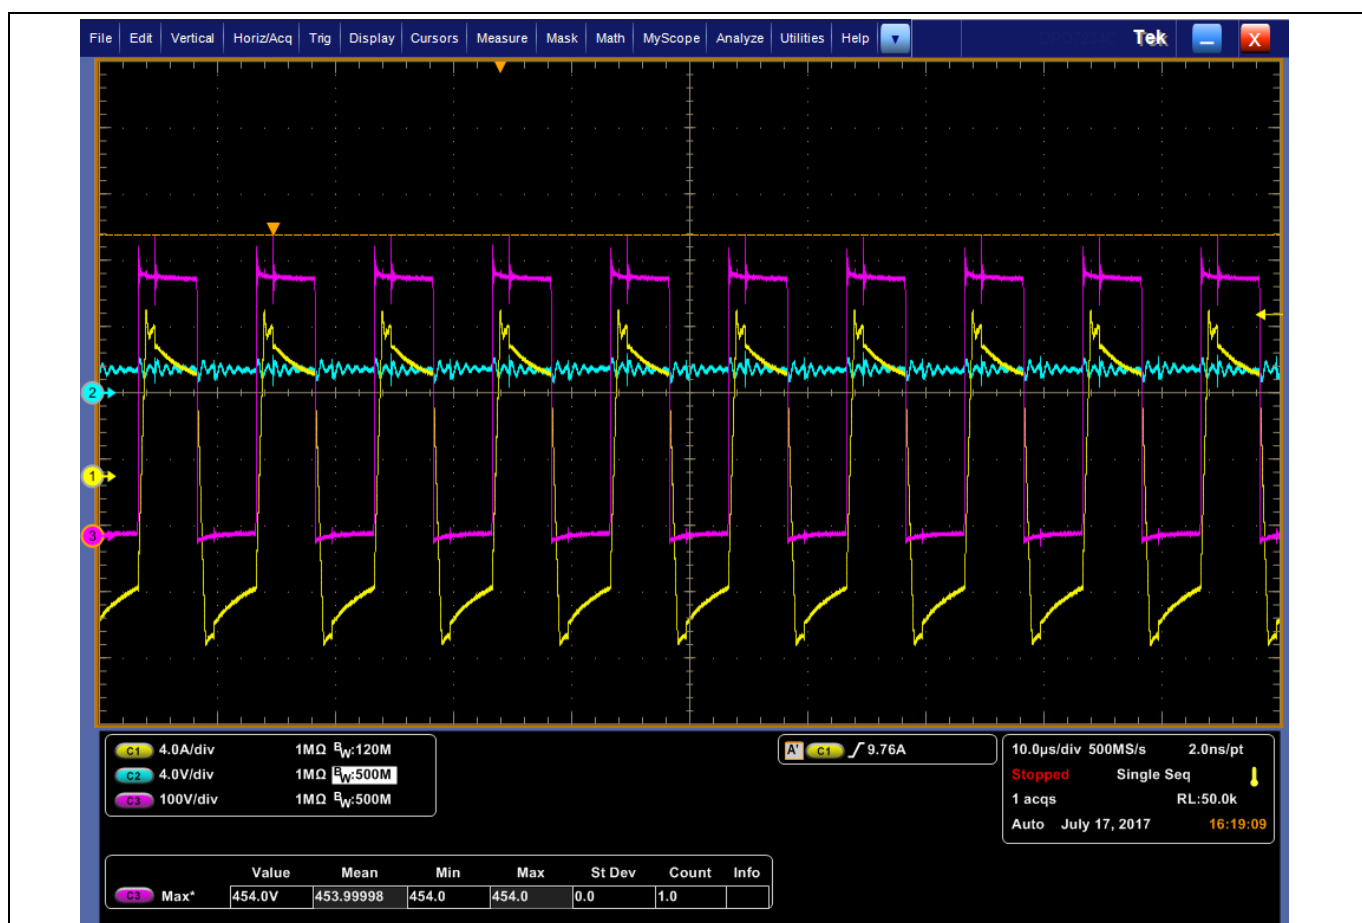 File Edit Vertical Horiz/Acq Trig Display Cursors Measure Mask Math MyScope Analyze Utilities Help Tek X
2
1
3
C1 4.0A/div 1MΩ BW:120M
C2 4.0V/div 1MΩ BW:500M
C3 100V/div 1MΩ BW:500M
A' C1 9.76A
10.0µs/div 500MS/s 2.0ns/pt
Stopped Single Seq
1 acqs RL:50.0k
Auto July 17, 2017 16:19:09
Value Mean Min Max St Dev Count Info
C3 Max* 454.0V 453.99998 454.0 454.0 0.0 1.0